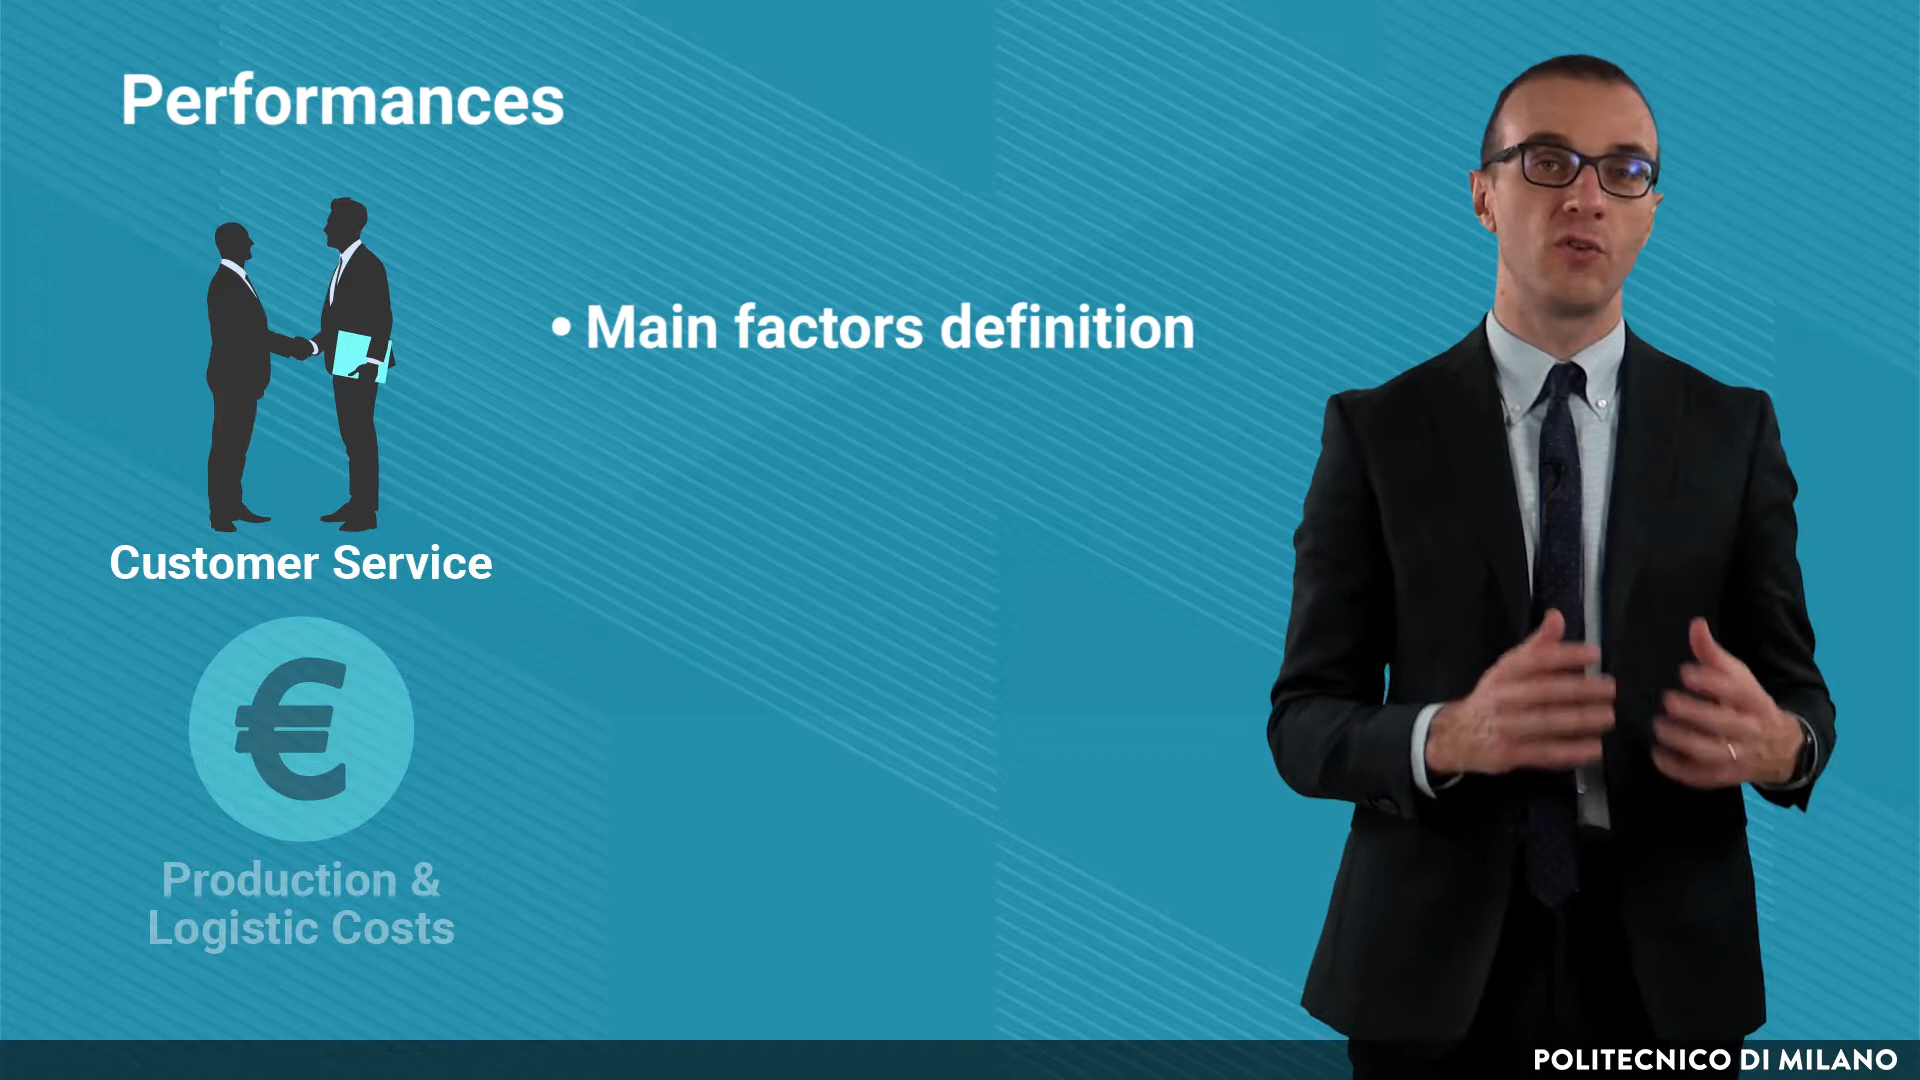 Performances
• Main factors definition
Customer Service
€
Production &
Logistic Costs
POLITECNICO DI MILANO